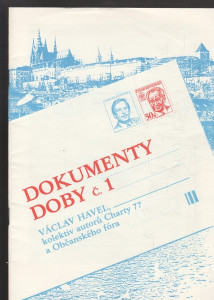 DOKUMENTY
DOBY č. 1
VÁCLAV HAVEL,
kolektiv autorů Charty 77
a Občanského fóra